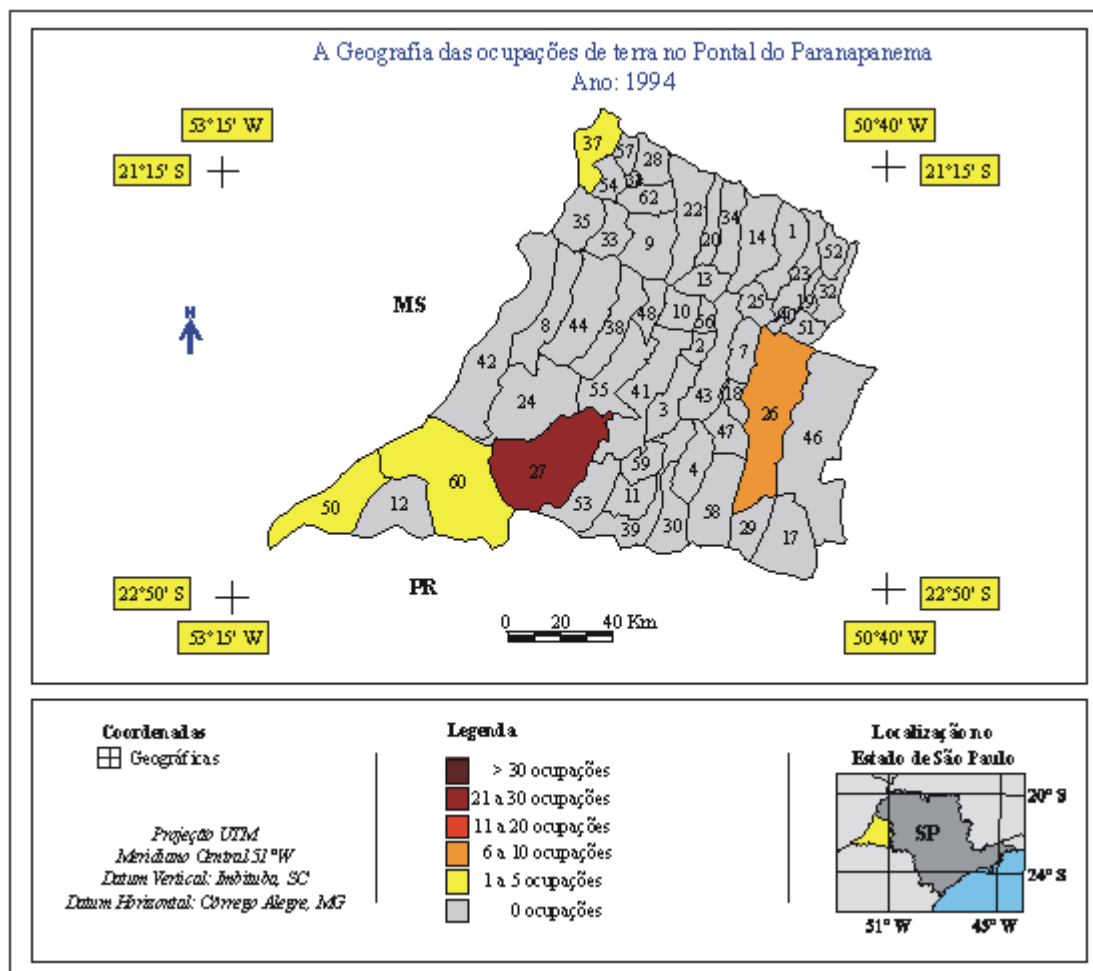 A Geografia das ocupações de terra no Pontal do Paranapanema
Ano: 1994
53°15' W
50°40' W
21°15' S
21°15' S
37
57
28
54
62
22
34
14
1
35
33
9
20
52
13
23
32
MS
8
44
38
48
10
56
25
19
40
51
42
2
7
24
55
41
3
43
18
26
46
47
27
59
4
60
50
12
53
11
58
39
30
29
17
N
PR
22°50' S
22°50' S
53°15' W
50°40' W
0 20 40 Km
Coordenadas
Geográficas
Projeção UTM
Meridiano Central 51°W
Datum Vertical: Imbituba, SC
Datum Horizontal: Córrego Alegre, MG
Legenda
> 30 ocupações
21 a 30 ocupações
11 a 20 ocupações
6 a 10 ocupações
1 a 5 ocupações
0 ocupações
Localização no
Estado de São Paulo
20° S
SP
24° S
51° W
45° W